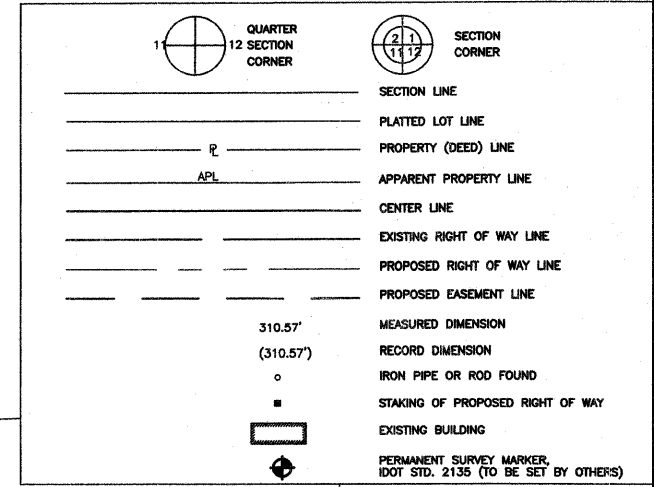 QUARTER
11 12 SECTION
CORNER
2 1
11 12
SECTION
CORNER
SECTION LINE
PLATTED LOT LINE
PL PROPERTY (DEED) LINE
APL APPARENT PROPERTY LINE
CENTER LINE
EXISTING RIGHT OF WAY LINE
PROPOSED RIGHT OF WAY LINE
PROPOSED EASEMENT LINE
310.57' MEASURED DIMENSION
(310.57') RECORD DIMENSION
IRON PIPE OR ROD FOUND
STAKING OF PROPOSED RIGHT OF WAY
EXISTING BUILDING
PERMANENT SURVEY MARKER,
IDOT STD. 2135 (TO BE SET BY OTHERS)